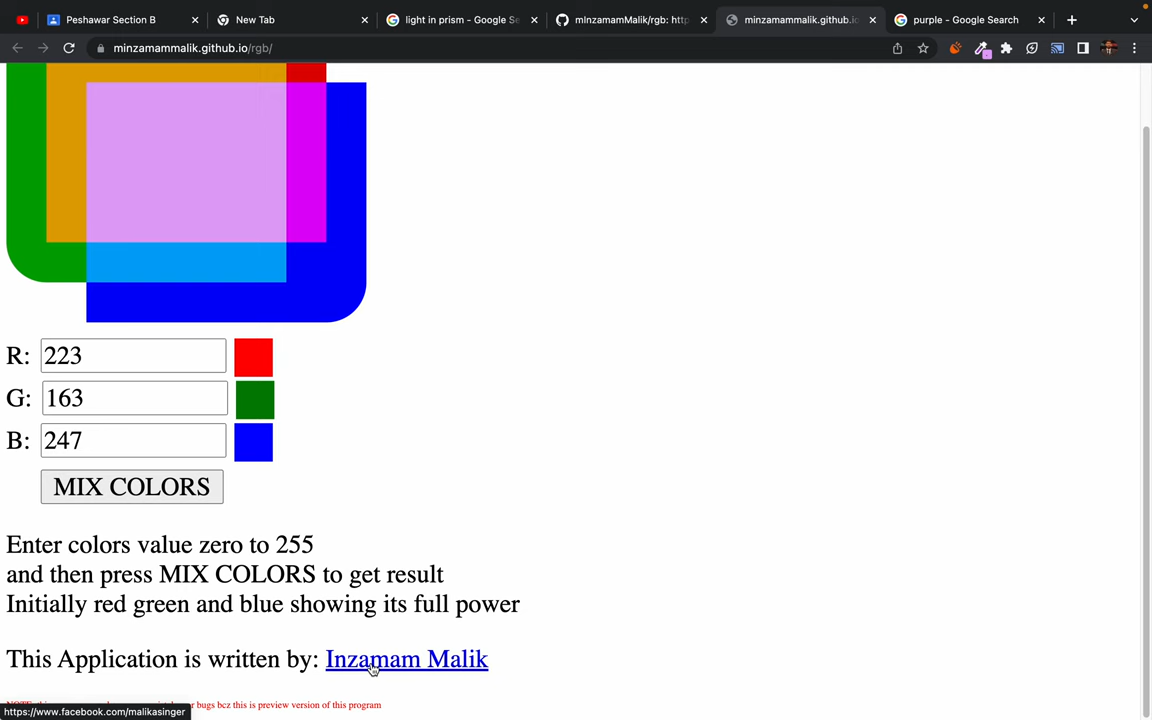 Peshawar Section B
New Tab
light in prism - Google Se
mInzamamMalik/rgb: http
minzamammalik.github.io
purple - Google Search
minzamammalik.github.io/rgb/
R: 223
G: 163
B: 247
MIX COLORS
Enter colors value zero to 255
and then press MIX COLORS to get result
Initially red green and blue showing its full power
This Application is written by: Inzamam Malik
bugs bcz this is preview version of this program
https://www.facebook.com/malikasinger